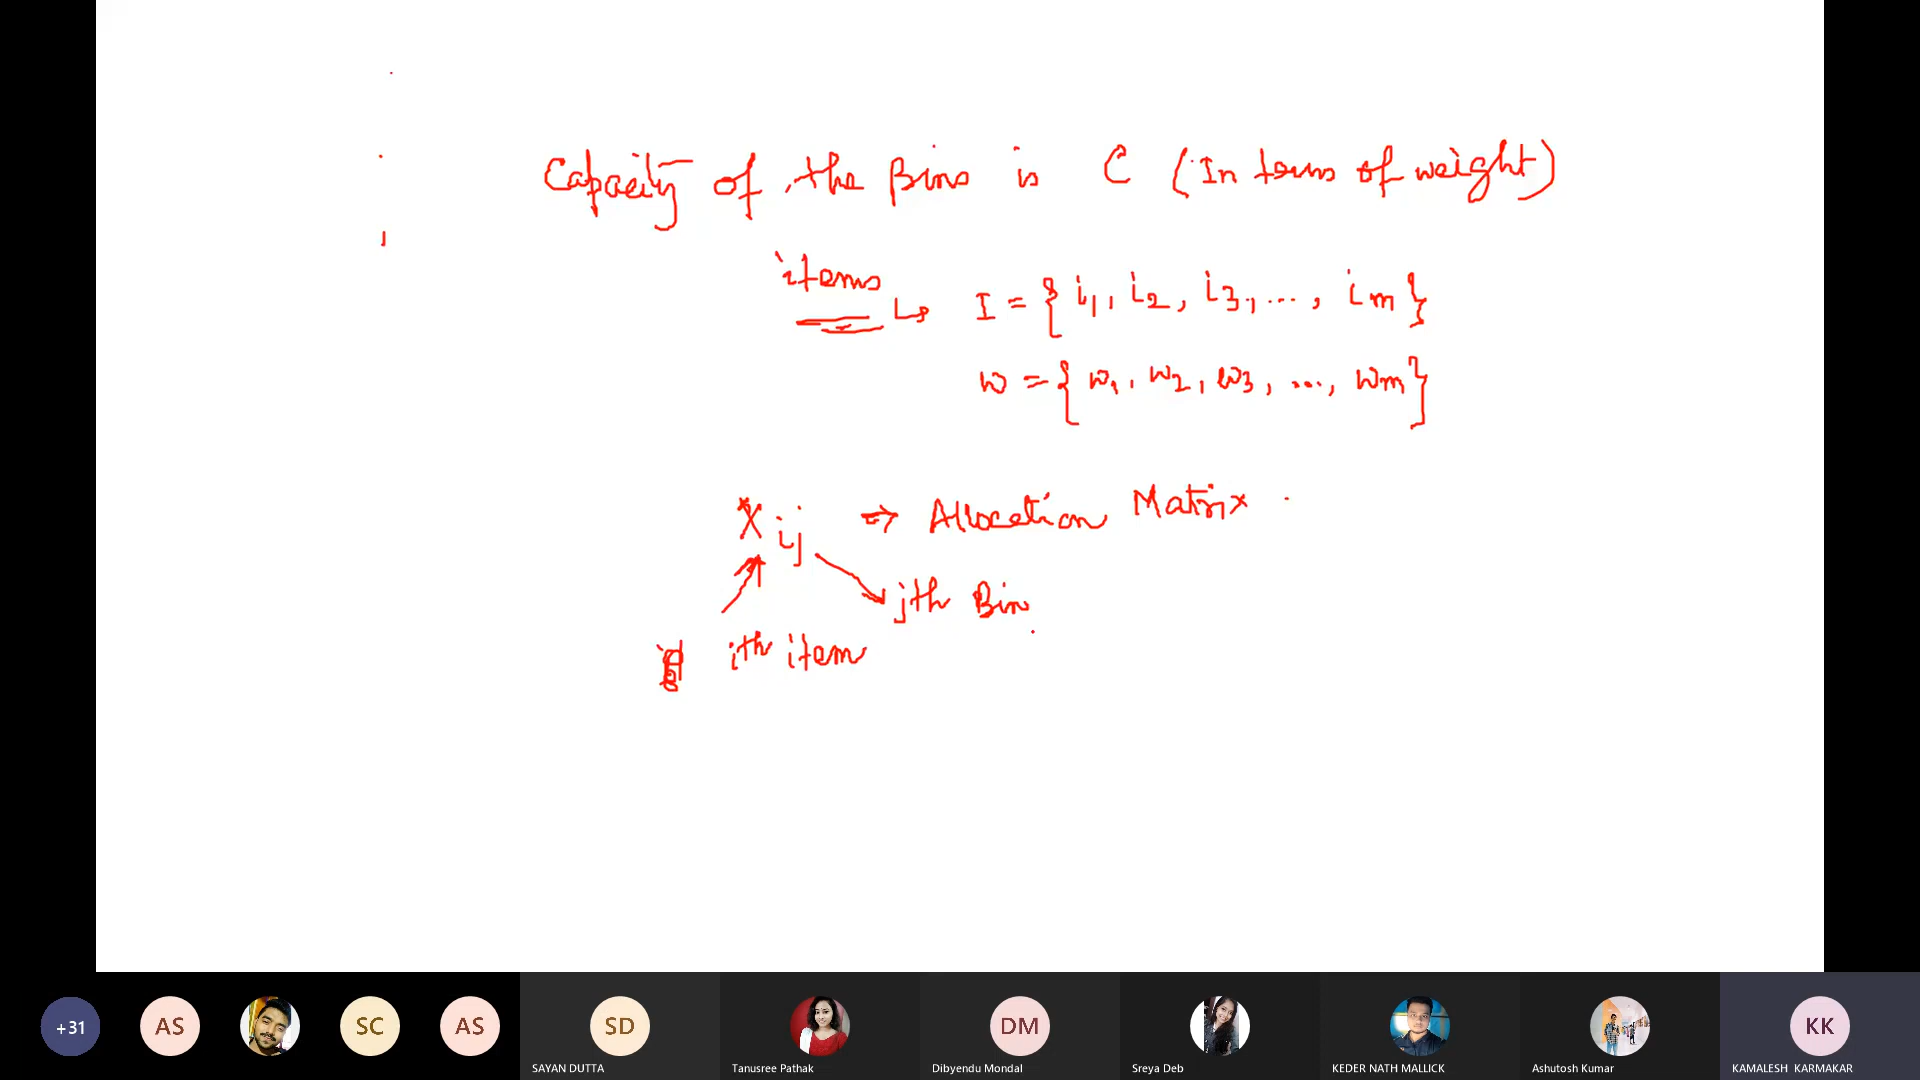 Capacity of the Bins is C (In terms of weight)
items
I = { i1, i2, i3, ..., im }
w = { w1, w2, w3, ..., wm }
Xij ⇒ Allocation Matrix
jth Bin
ith item
+31
AS
SC
AS
SD
SAYAN DUTTA
Tanusree Pathak
DM
Dibyendu Mondal
Sreya Deb
KEDER NATH MALLICK
Ashutosh Kumar
KK
KAMALESH KARMAKAR